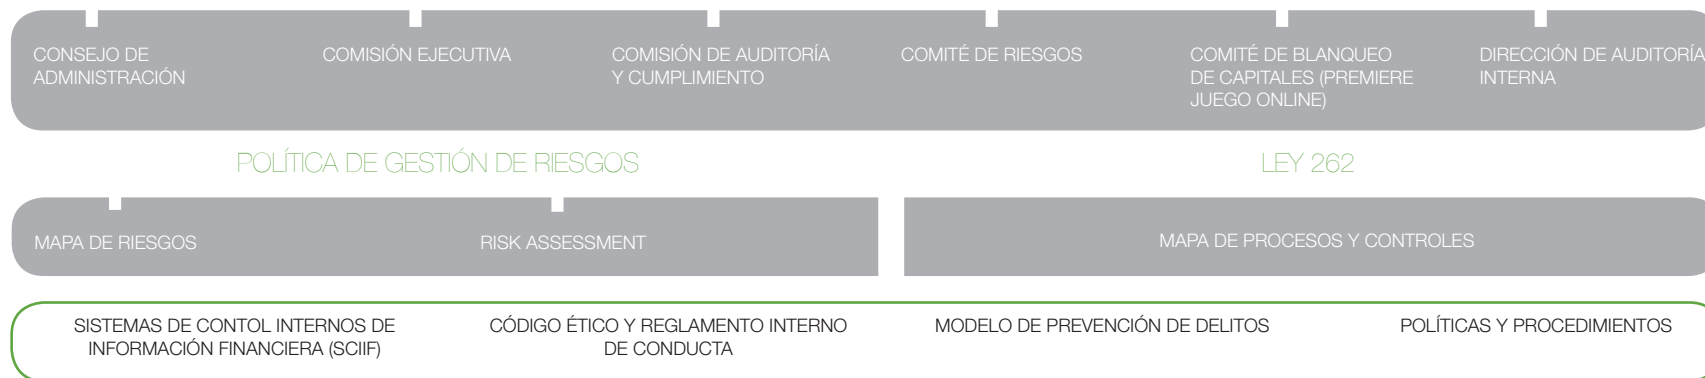 CONSEJO DE
ADMINISTRACIÓN
COMISIÓN EJECUTIVA
COMISIÓN DE AUDITORÍA
Y CUMPLIMIENTO
COMITÉ DE RIESGOS
COMITÉ DE BLANQUEO
DE CAPITALES (PREMIERE
JUEGO ONLINE)
DIRECCIÓN DE AUDITORÍA
INTERNA
POLÍTICA DE GESTIÓN DE RIESGOS
LEY 262
MAPA DE RIESGOS
RISK ASSESSMENT
MAPA DE PROCESOS Y CONTROLES
SISTEMAS DE CONTOL INTERNOS DE
INFORMACIÓN FINANCIERA (SCIIF)
CÓDIGO ÉTICO Y REGLAMENTO INTERNO
DE CONDUCTA
MODELO DE PREVENCIÓN DE DELITOS
POLÍTICAS Y PROCEDIMIENTOS